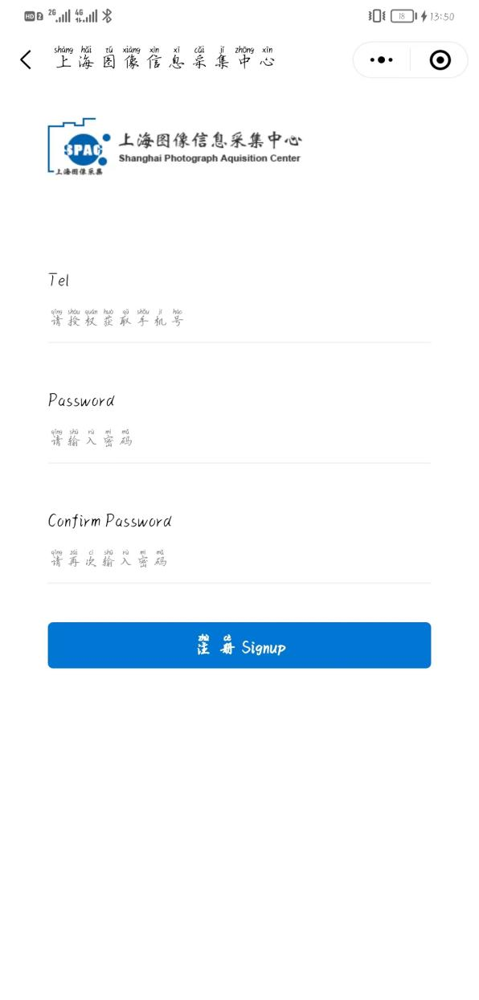 HD 2 2G 4G 18 13:50
shàng hǎi tú xiàng xìn xī cǎi jí zhōng xīn
上海图像信息采集中心
SPAC 上海图像信息采集中心
Shanghai Photograph Aquisition Center
上海图像采集
Tel
qǐng shòu quán huò qǔ shǒu jī hào
请授权获取手机号
Password
qǐng shū rù mì mǎ
请输入密码
Confirm Password
qǐng zài cì shū rù mì mǎ
请再次输入密码
zhù cè
注册 Signup